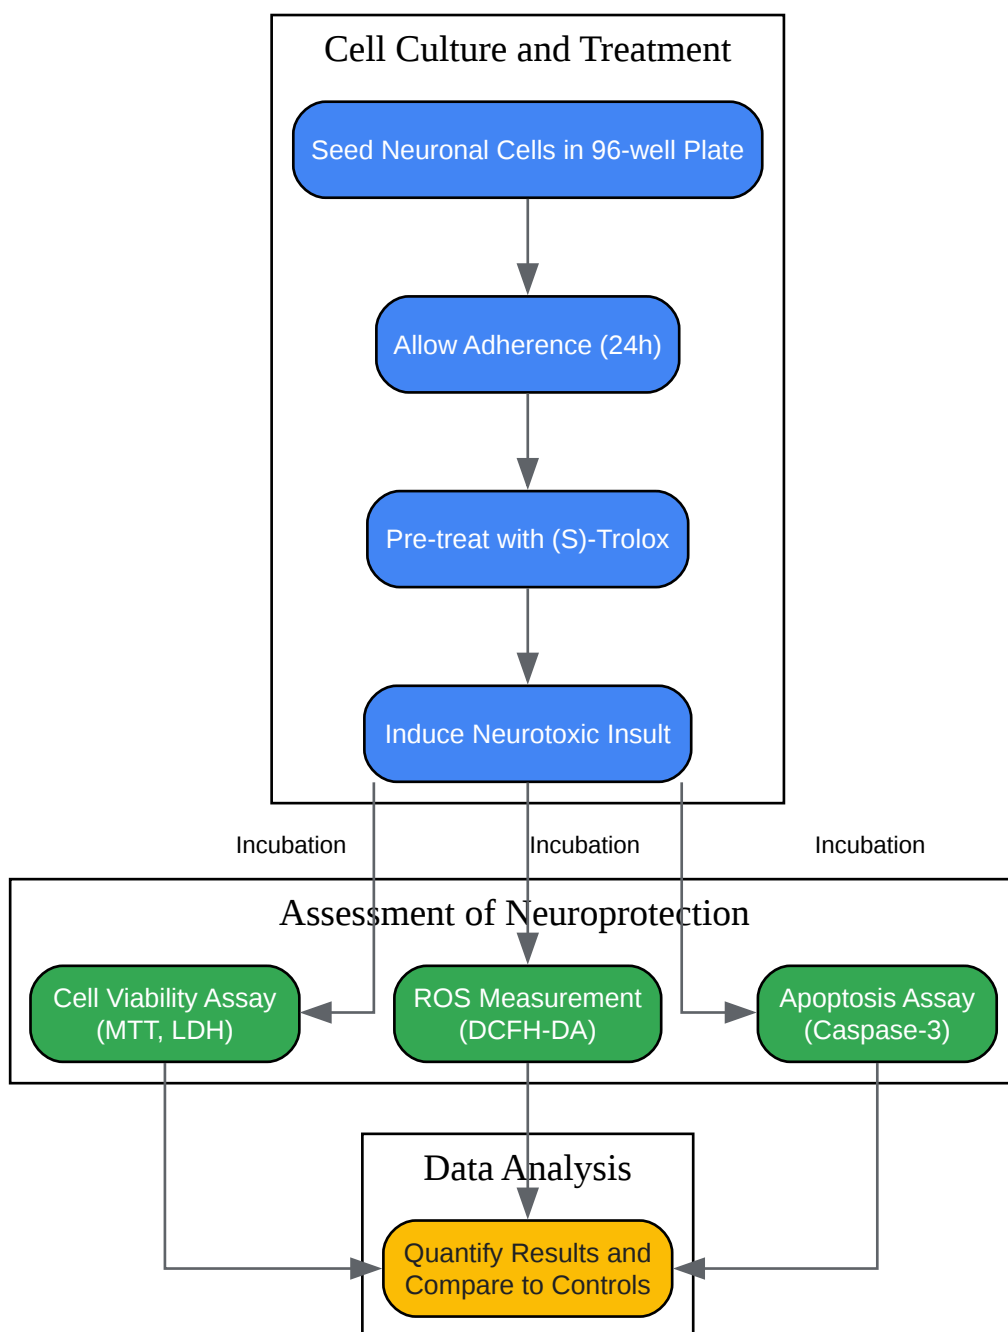 Cell Culture and Treatment
Seed Neuronal Cells in 96-well Plate
Allow Adherence (24h)
Pre-treat with (S)-Trolox
Induce Neurotoxic Insult
Incubation
Incubation
Incubation
Assessment of Neuroprotection
Cell Viability Assay
(MTT, LDH)
ROS Measurement
(DCFH-DA)
Apoptosis Assay
(Caspase-3)
Data Analysis
Quantify Results and
Compare to Controls